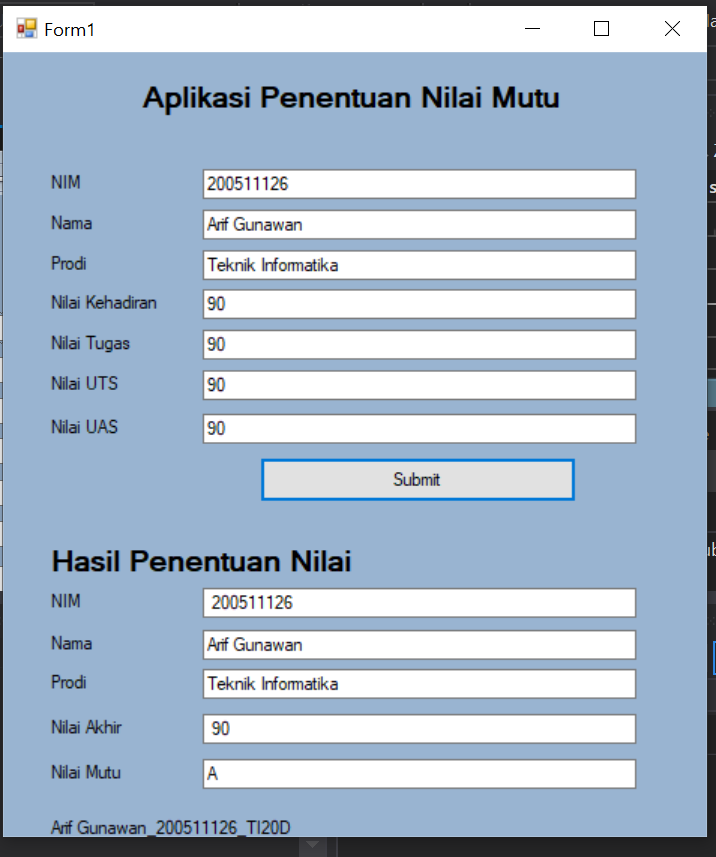 Form1
Aplikasi Penentuan Nilai Mutu
NIM 200511126
Nama Arif Gunawan
Prodi Teknik Informatika
Nilai Kehadiran 90
Nilai Tugas 90
Nilai UTS 90
Nilai UAS 90
Submit
Hasil Penentuan Nilai
NIM 200511126
Nama Arif Gunawan
Prodi Teknik Informatika
Nilai Akhir 90
Nilai Mutu A
Arif Gunawan_200511126_TI20D